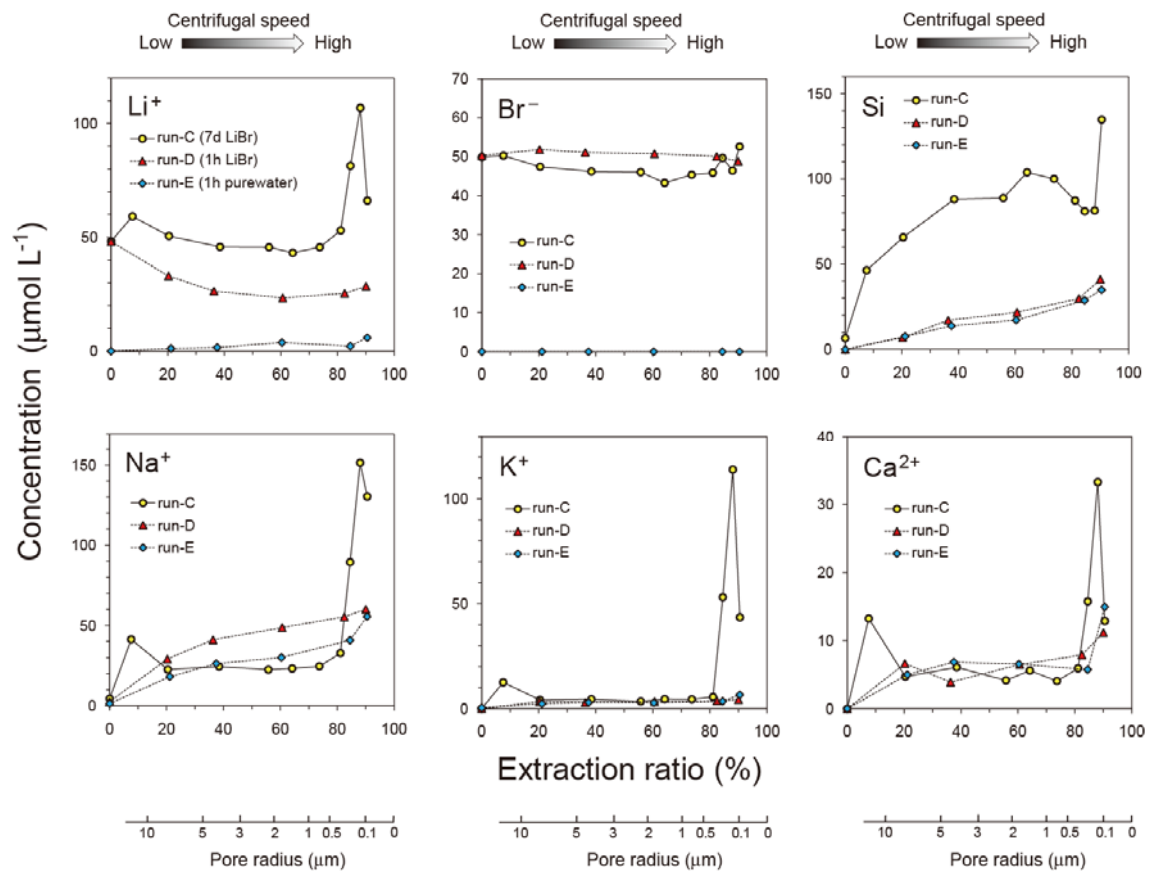 Centrifugal speed
Low High
Centrifugal speed
Low High
Centrifugal speed
Low High
Concentration (μmol L⁻¹)
Li⁺
run-C (7d LiBr)
run-D (1h LiBr)
run-E (1h purewater)
100
50
0
0 20 40 60 80 100
Br⁻
run-C
run-D
run-E
70
60
50
40
30
20
10
0
0 20 40 60 80 100
Si
run-C
run-D
run-E
150
100
50
0
0 20 40 60 80 100
Na⁺
run-C
run-D
run-E
150
100
50
0
0 20 40 60 80 100
K⁺
run-C
run-D
run-E
100
50
0
0 20 40 60 80 100
Ca²⁺
run-C
run-D
run-E
40
30
20
10
0
0 20 40 60 80 100
Extraction ratio (%)
10 5 3 2 1 0.5 0.1 0
Pore radius (μm)
10 5 3 2 1 0.5 0.1 0
Pore radius (μm)
10 5 3 2 1 0.5 0.1 0
Pore radius (μm)